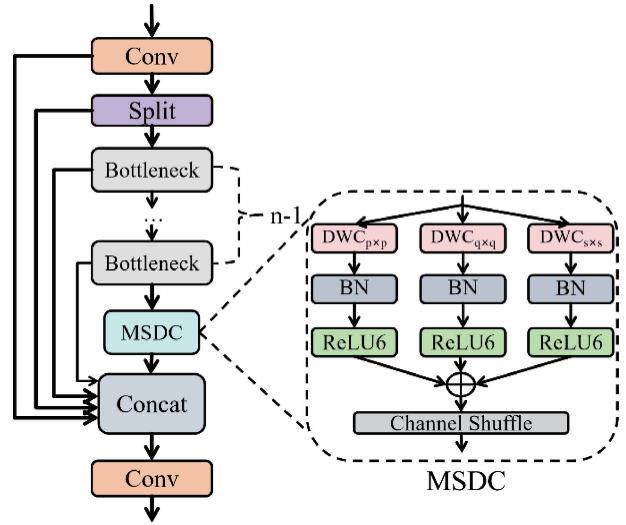 Conv
Split
Bottleneck
...
Bottleneck
n-1
MSDC
Concat
Conv
DWCp×p DWCq×q DWCs×s
BN BN BN
ReLU6 ReLU6 ReLU6
Channel Shuffle
MSDC